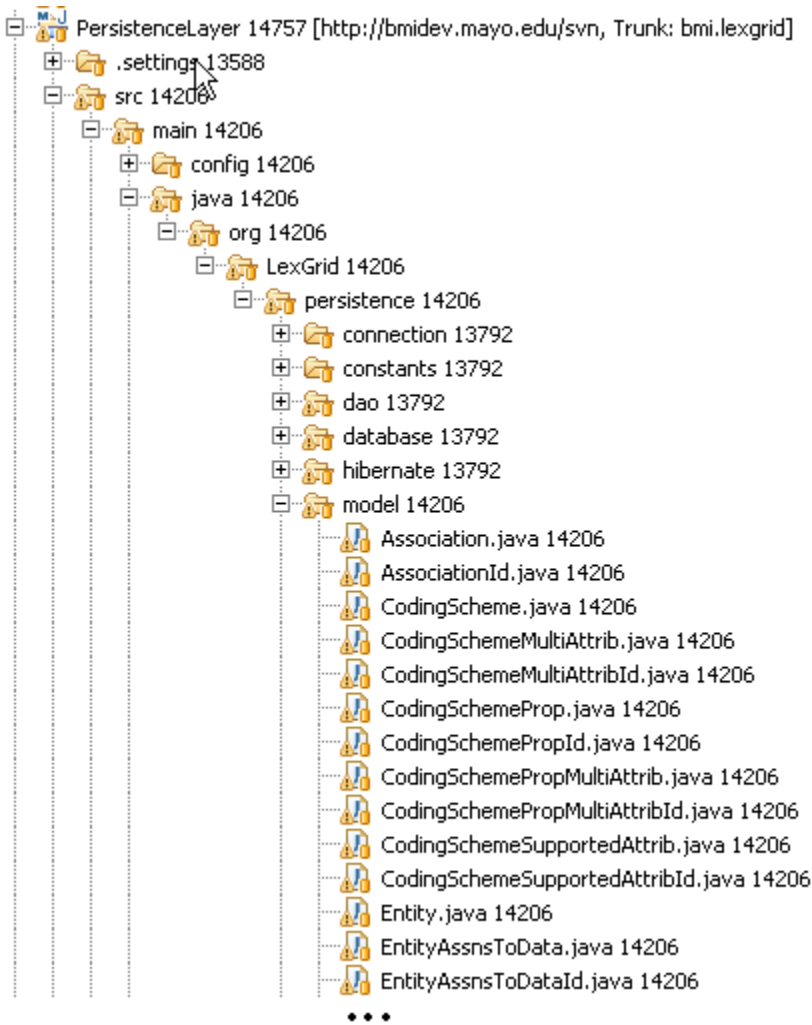 PersistenceLayer 14757 [http://bmidev.mayo.edu/svn, Trunk: bmi.lexgrid]
.settings 13588
src 14206
main 14206
config 14206
java 14206
org 14206
LexGrid 14206
persistence 14206
connection 13792
constants 13792
dao 13792
database 13792
hibernate 13792
model 14206
Association.java 14206
AssociationId.java 14206
CodingScheme.java 14206
CodingSchemeMultiAttrib.java 14206
CodingSchemeMultiAttribId.java 14206
CodingSchemeProp.java 14206
CodingSchemePropId.java 14206
CodingSchemePropMultiAttrib.java 14206
CodingSchemePropMultiAttribId.java 14206
CodingSchemeSupportedAttrib.java 14206
CodingSchemeSupportedAttribId.java 14206
Entity.java 14206
EntityAssnsToData.java 14206
EntityAssnsToDataId.java 14206
•••